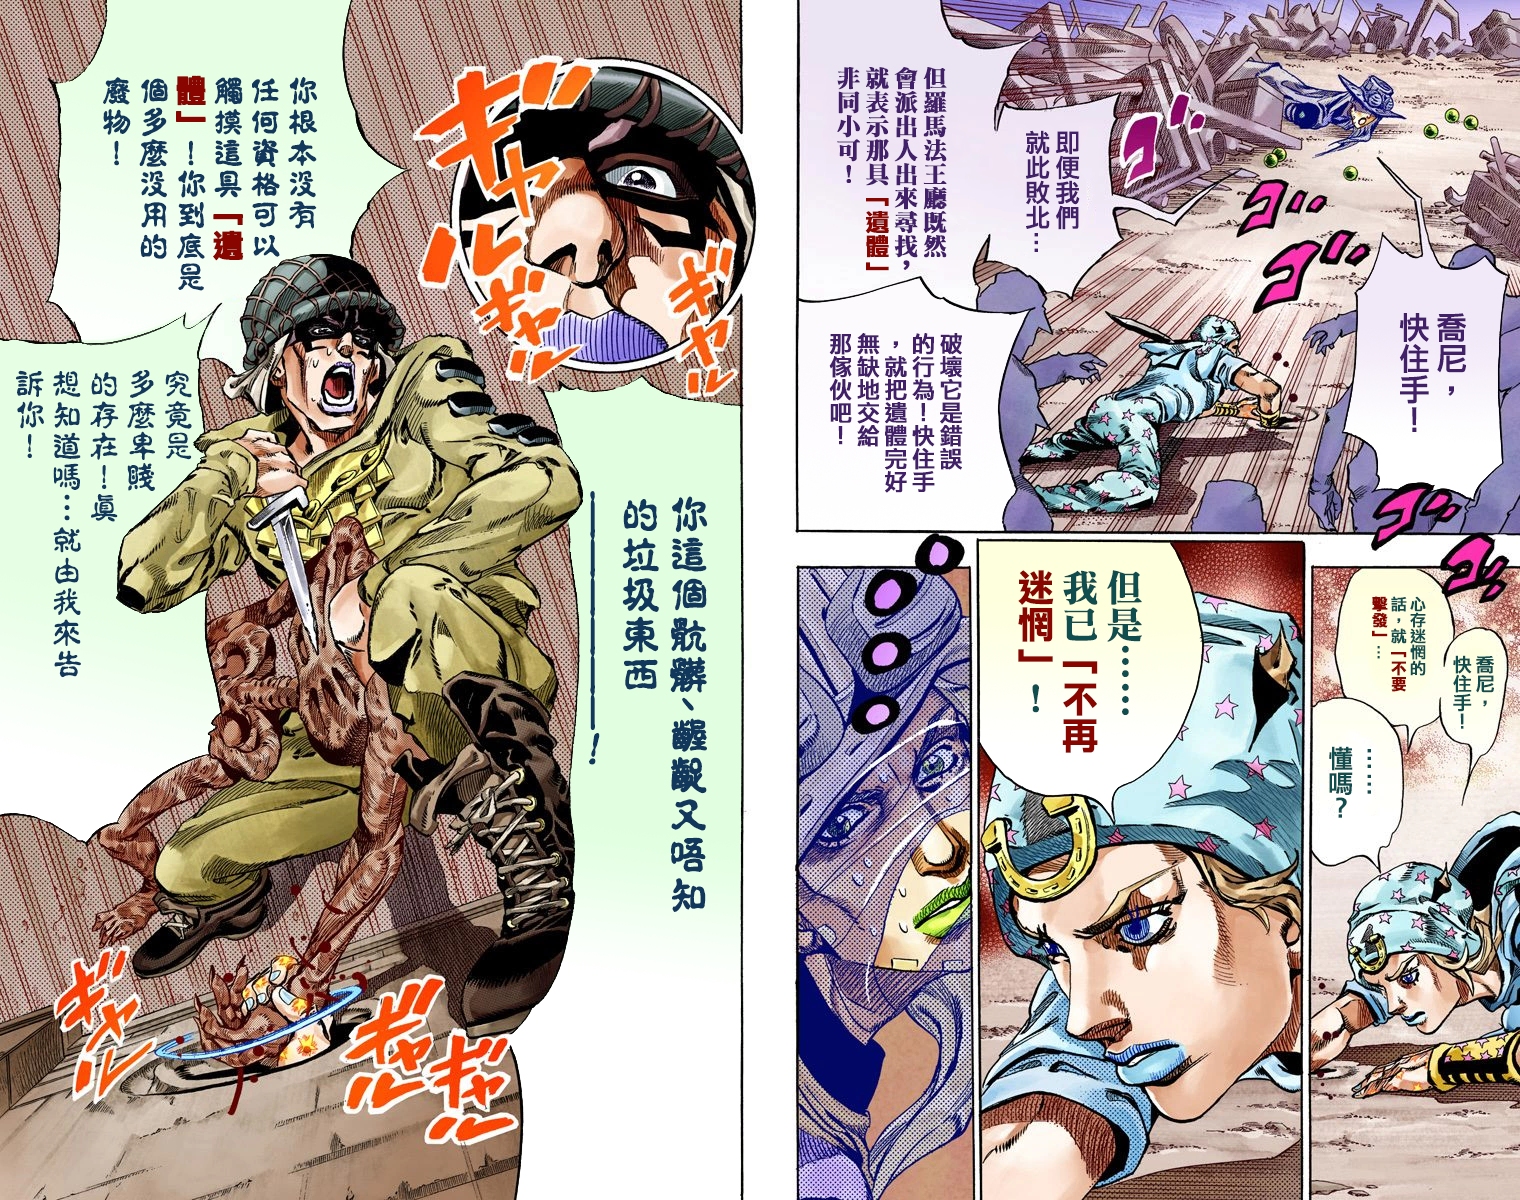 喬尼，
快住手！
即便我們
就此敗北…
但羅馬法王廳既然
會派出人出來尋找，
就表示那具「遺體」
非同小可！
破壞它是錯誤
的行為！快住手
，就把遺體完好
無缺地交給
那傢伙吧！
ゴゴ
ゴ
ゴ
ゴゴ
ゴゴ
喬尼，
快住手！
心存迷惘的
話，就「不要
擊發」…
……
懂嗎？
但是……
我已「不再
迷惘」！
ギャル
ギャル
ギャル
你根本沒有
任何資格可以
觸摸這具「遺
體」！你到底是
個多麼沒用的
廢物！
究竟是
多麼卑賤
的存在！真
想知道嗎…就由我來告
訴你！
你這個骯髒、齷齪又唔知
的垃圾東西
——！
ギャル
ギャル
ギャル